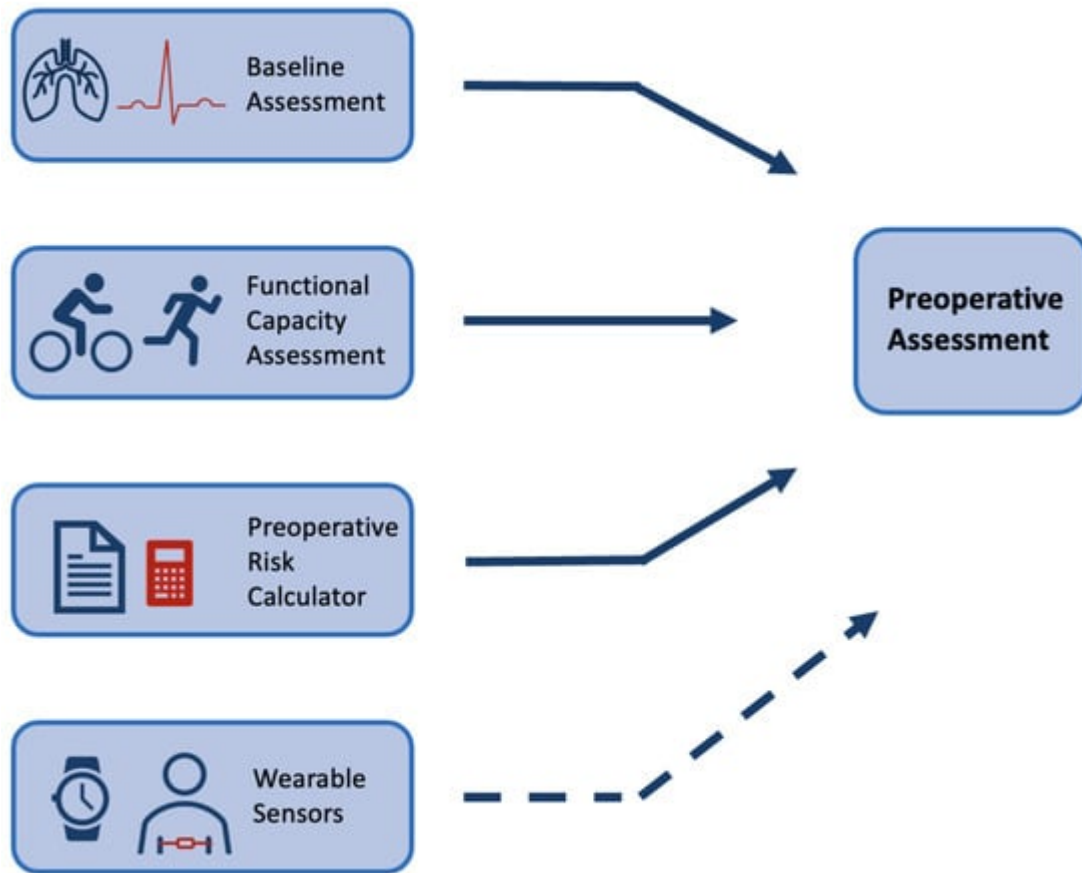 Baseline
Assessment
Functional
Capacity
Assessment
Preoperative
Assessment
Preoperative
Risk
Calculator
Wearable
Sensors